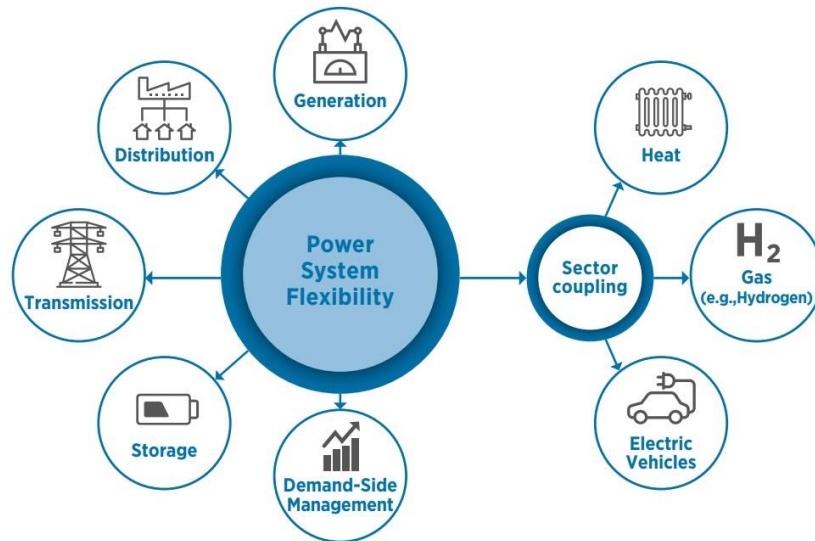 Generation
Distribution
Heat
Power
System
Flexibility
Sector
coupling
H₂
Gas
(e.g.,Hydrogen)
Transmission
Storage
Demand-Side
Management
Electric
Vehicles